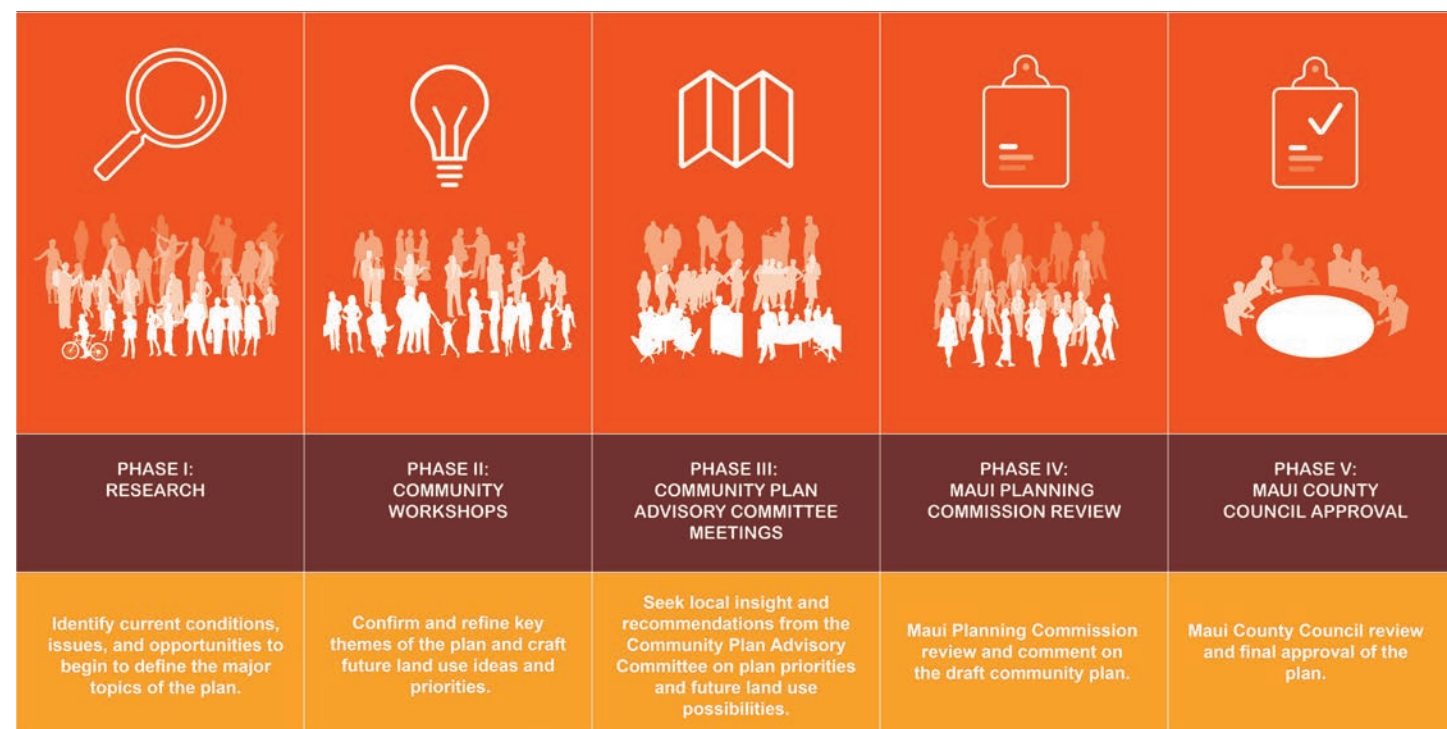 PHASE I:
RESEARCH
Identify current conditions,
issues, and opportunities to
begin to define the major
topics of the plan.
PHASE II:
COMMUNITY
WORKSHOPS
Confirm and refine key
themes of the plan and craft
future land use ideas and
priorities.
PHASE III:
COMMUNITY PLAN
ADVISORY COMMITTEE
MEETINGS
Seek local insight and
recommendations from the
Community Plan Advisory
Committee on plan priorities
and future land use
possibilities.
PHASE IV:
MAUI PLANNING
COMMISSION REVIEW
Maui Planning Commission
review and comment on
the draft community plan.
PHASE V:
MAUI COUNTY
COUNCIL APPROVAL
Maui County Council review
and final approval of the
plan.